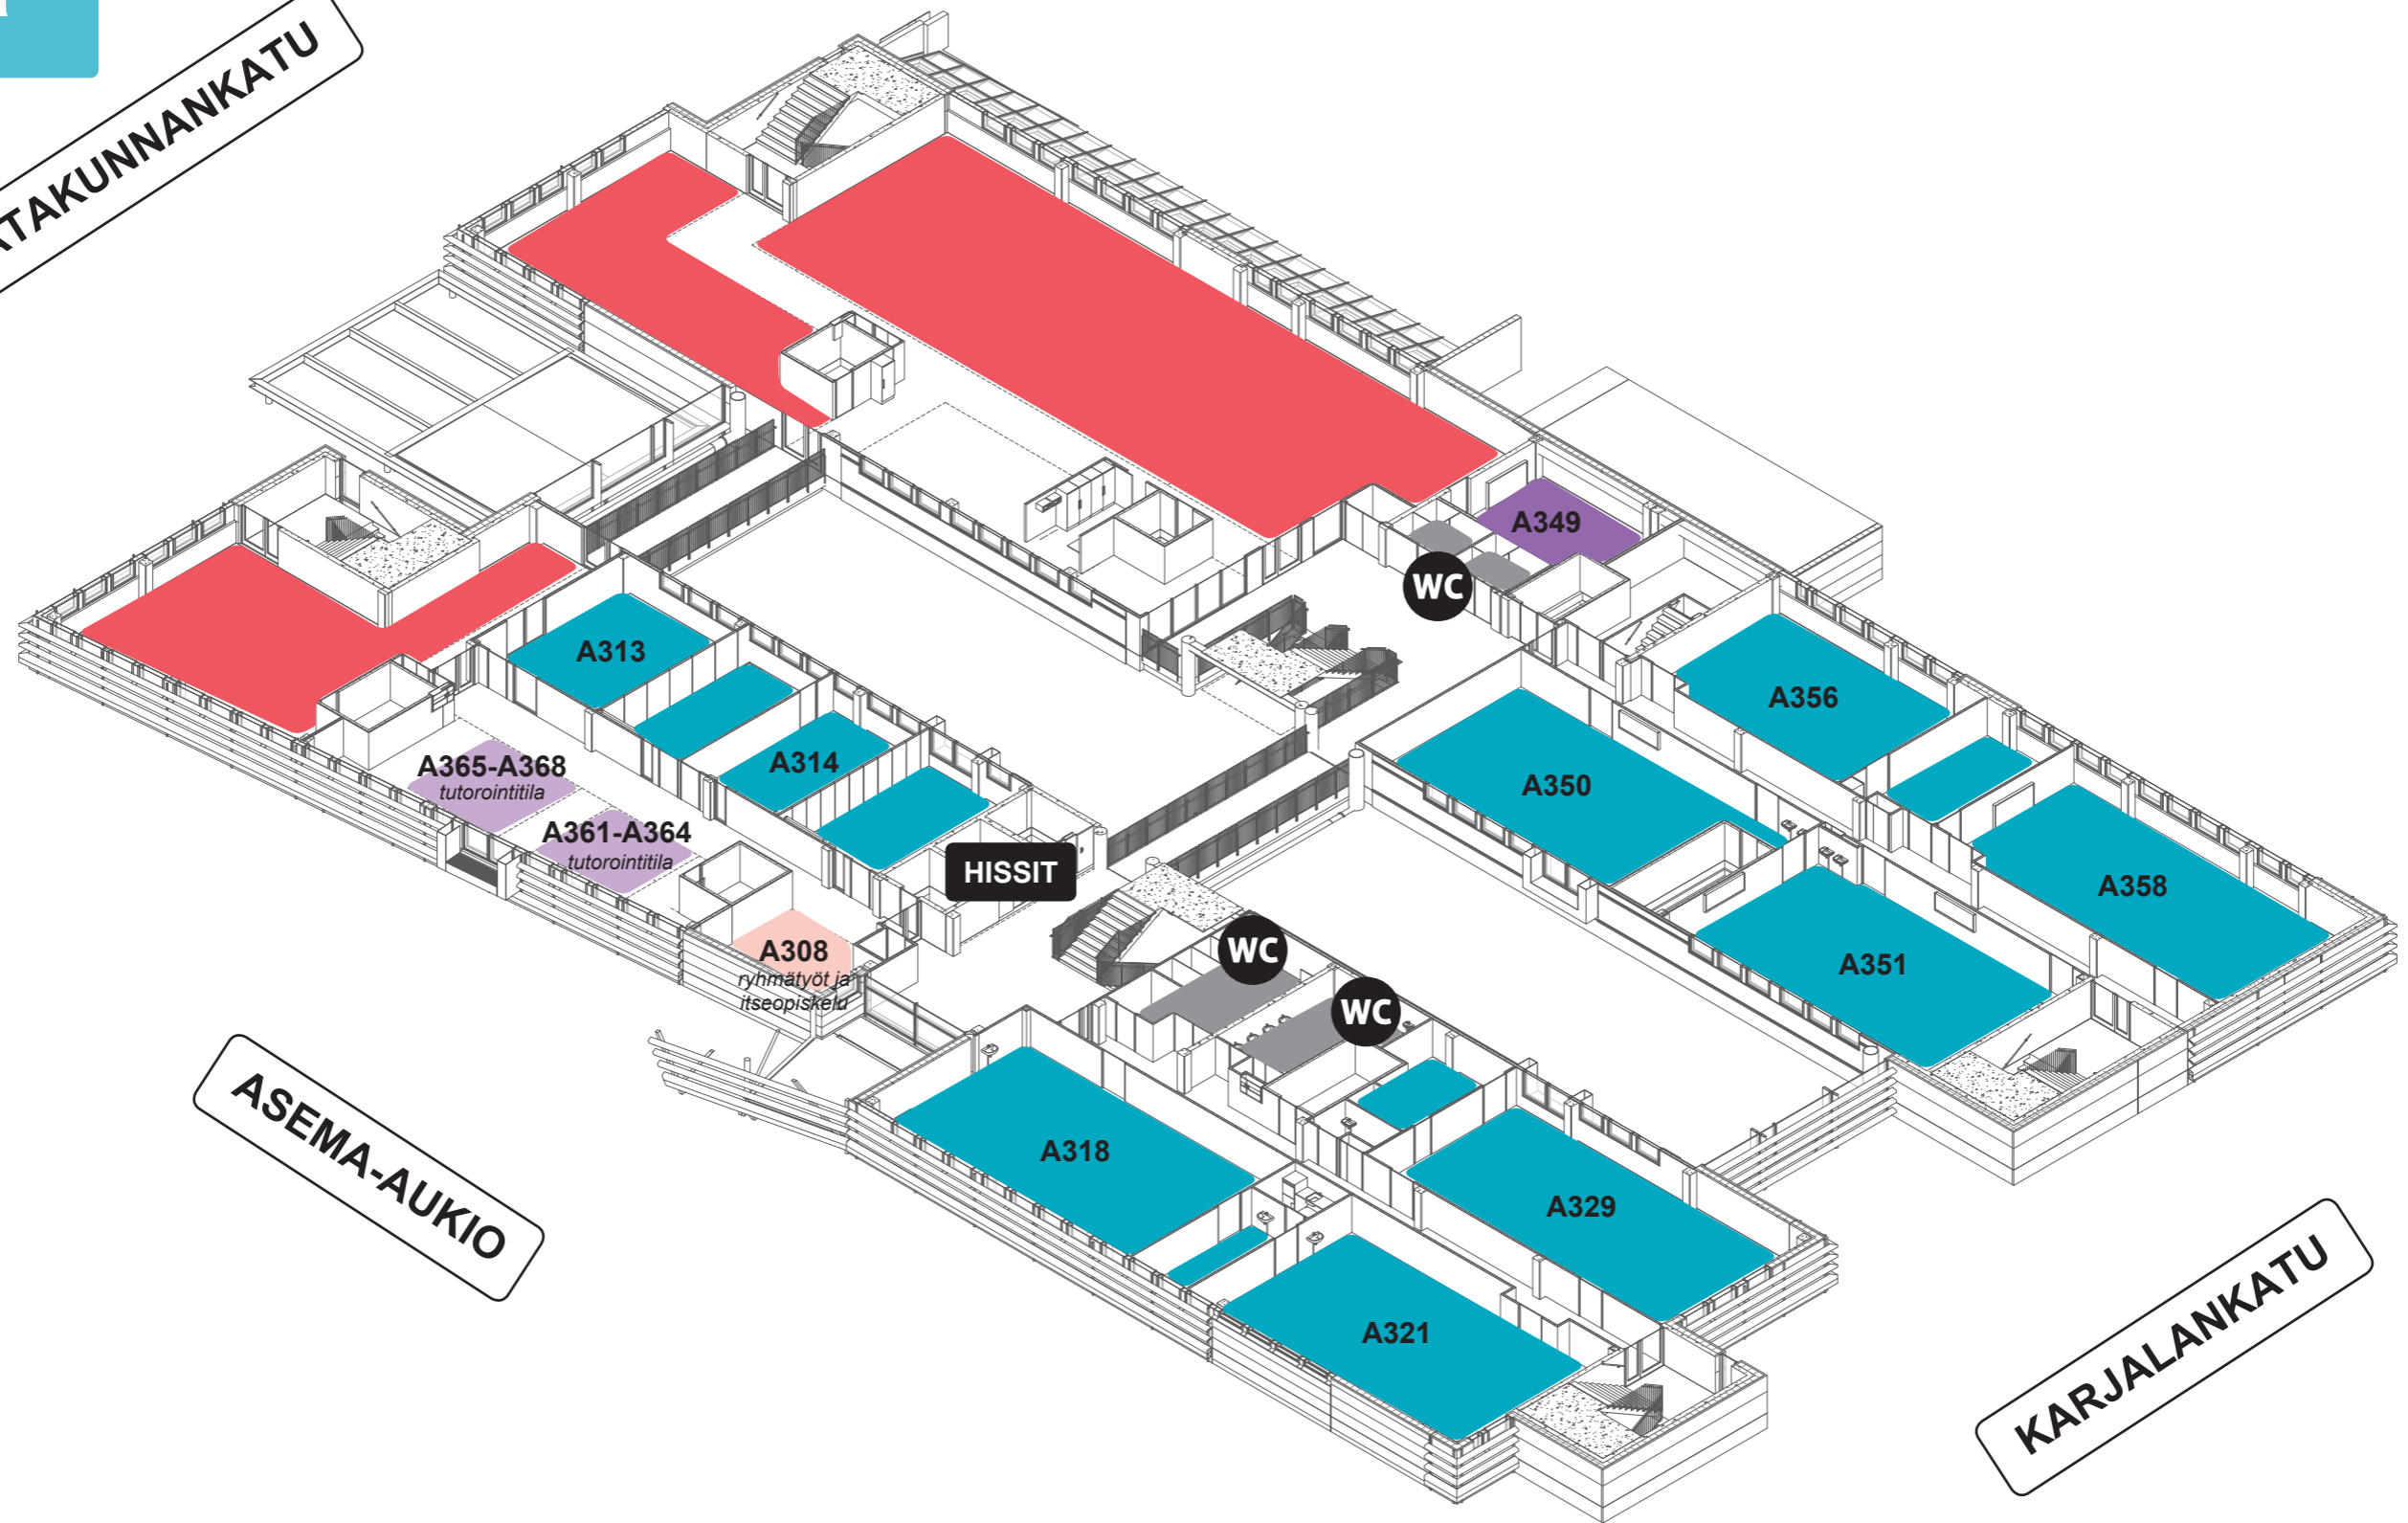 A349
WC
A313
A356
A314
A350
A365-A368
tutorointitila
A361-A364
tutorointitila
HISSIT
A358
A308
ryhmätyöt ja
itseopiskelu
WC
WC
A351
A318
A329
A321
ASEMA-AUKIO
KARJALANKATU